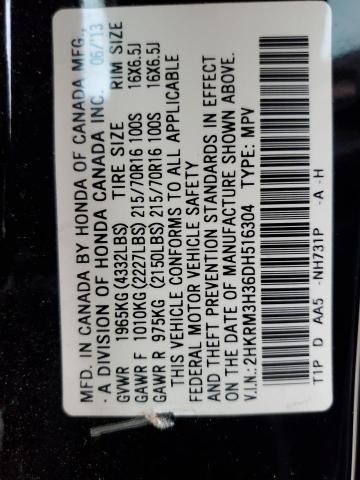 MFD. IN CANADA BY HONDA OF CANADA MFG.,
- A DIVISION OF HONDA CANADA INC. 06/13
TIRE SIZE RIM SIZE
GVWR 1965KG(4332LBS)
GAWR F 1010KG(2227LBS) 215/70R16 100S 16X6.5J
GAWR R 975KG (2150LBS) 215/70R16 100S 16X6.5J
THIS VEHICLE CONFORMS TO ALL APPLICABLE
FEDERAL MOTOR VEHICLE SAFETY
AND THEFT PREVENTION STANDARDS IN EFFECT
ON THE DATE OF MANUFACTURE SHOWN ABOVE.
V.I.N.: 2HKRM3H36DH516304 TYPE: MPV
T1P D AA5 -NH731P -A -H